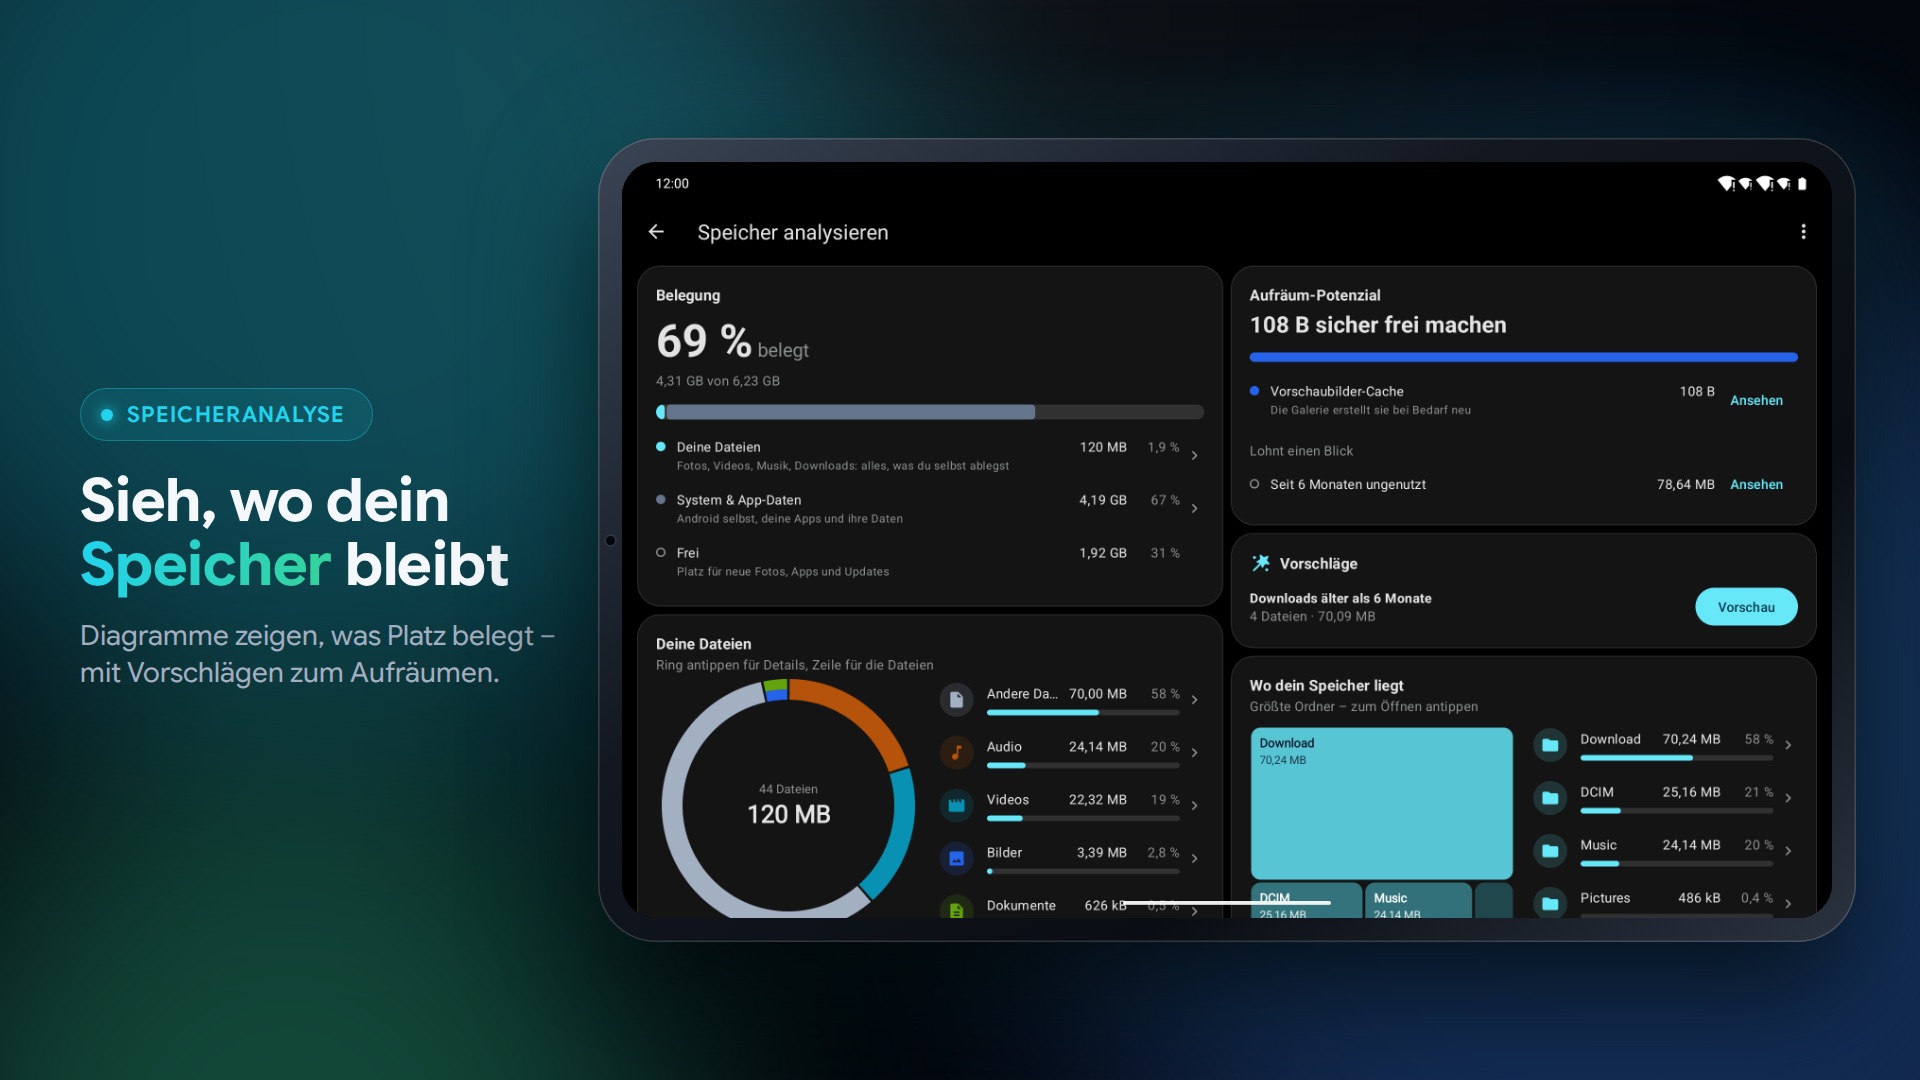 SPEICHERANALYSE
Sieh, wo dein
Speicher bleibt
Diagramme zeigen, was Platz belegt –
mit Vorschlägen zum Aufräumen.
12:00
Speicher analysieren
Belegung
69 % belegt
4,31 GB von 6,23 GB
Deine Dateien 120 MB 1,9 %
Fotos, Videos, Musik, Downloads: alles, was du selbst ablegst
System & App-Daten 4,19 GB 67 %
Android selbst, deine Apps und ihre Daten
Frei 1,92 GB 31 %
Platz für neue Fotos, Apps und Updates
Deine Dateien
Ring antippen für Details, Zeile für die Dateien
44 Dateien
120 MB
Andere Da... 70,00 MB 58 %
Audio 24,14 MB 20 %
Videos 22,32 MB 19 %
Bilder 3,39 MB 2,8 %
Dokumente 626 kB 0,5 %
Aufräum-Potenzial
108 B sicher frei machen
Vorschaubilder-Cache 108 B Ansehen
Die Galerie erstellt sie bei Bedarf neu
Lohnt einen Blick
Seit 6 Monaten ungenutzt 78,64 MB Ansehen
Vorschläge
Downloads älter als 6 Monate
4 Dateien · 70,09 MB
Vorschau
Wo dein Speicher liegt
Größte Ordner – zum Öffnen antippen
Download
70,24 MB
DCIM
25,16 MB
Music
24,14 MB
Download 70,24 MB 58 %
DCIM 25,16 MB 21 %
Music 24,14 MB 20 %
Pictures 486 kB 0,4 %